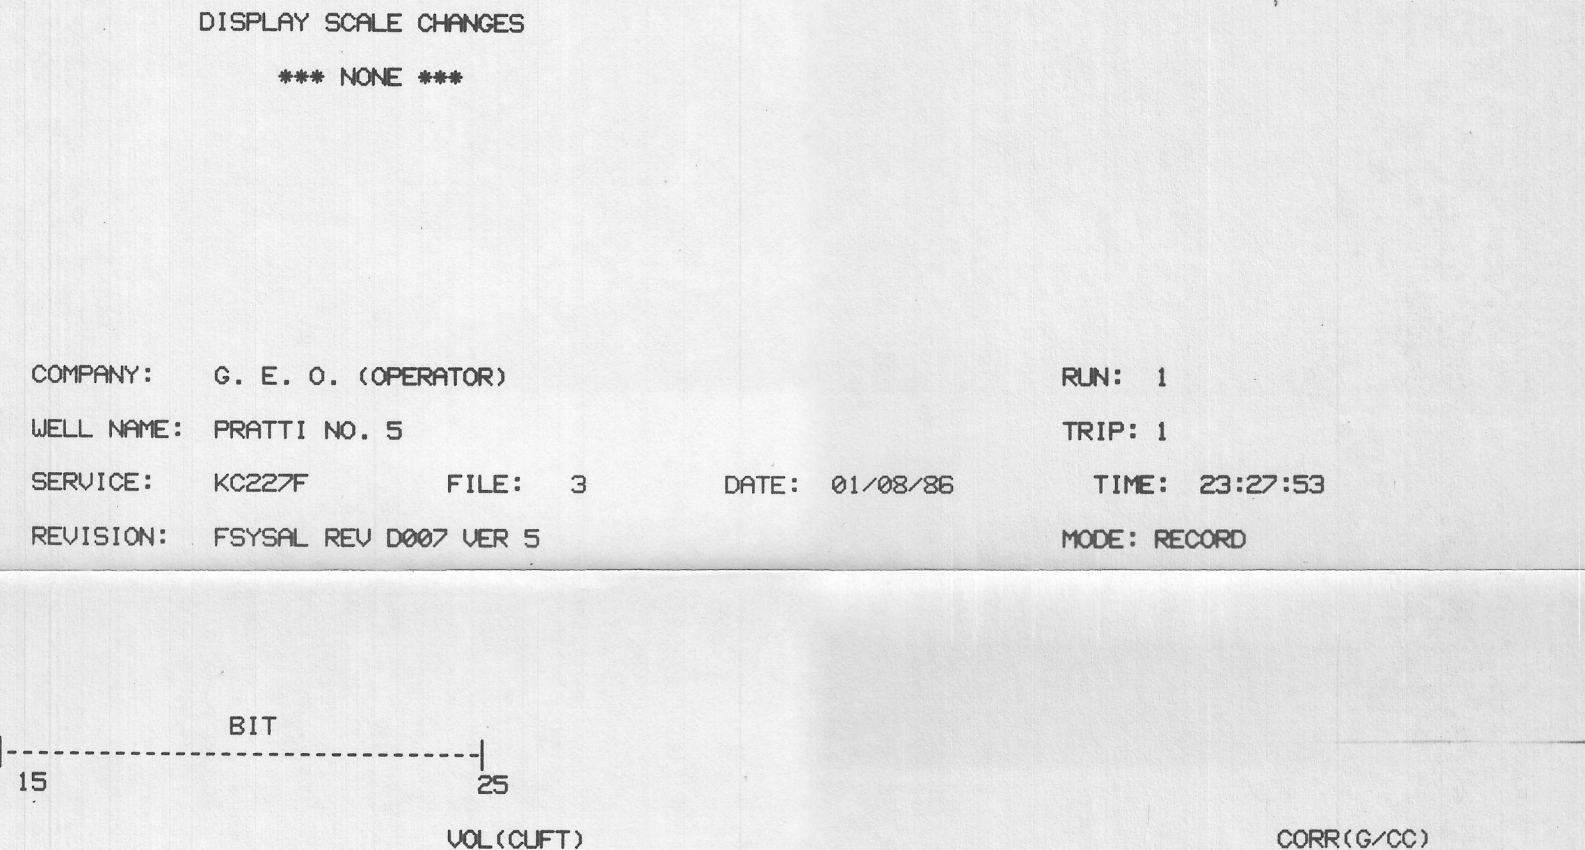 DISPLAY SCALE CHANGES
*** NONE ***
COMPANY: G. E. O. (OPERATOR) RUN: 1
WELL NAME: PRATTI NO. 5 TRIP: 1
SERVICE: KC227F FILE: 3 DATE: 01/08/86 TIME: 23:27:53
REVISION: FSYSAL REV D007 VER 5 MODE: RECORD
BIT
15 25
VOL(CUFT) CORR(G/CC)